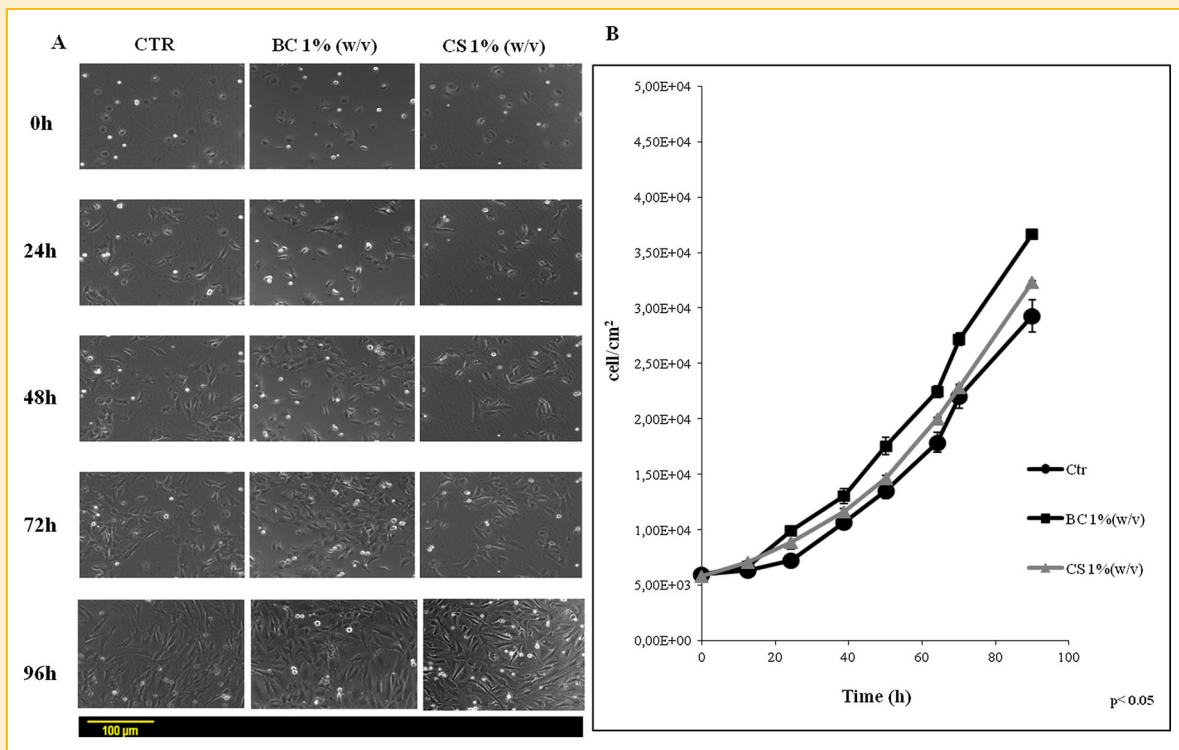 A
CTR
BC 1% (w/v)
CS 1% (w/v)
0h
24h
48h
72h
96h
100 µm
B
5,00E+04
4,50E+04
4,00E+04
3,50E+04
3,00E+04
2,50E+04
2,00E+04
1,50E+04
1,00E+04
5,00E+03
0,00E+00
cell/cm²
0 20 40 60 80 100
Time (h)
Ctr
BC 1%(w/v)
CS 1%(w/v)
p< 0.05